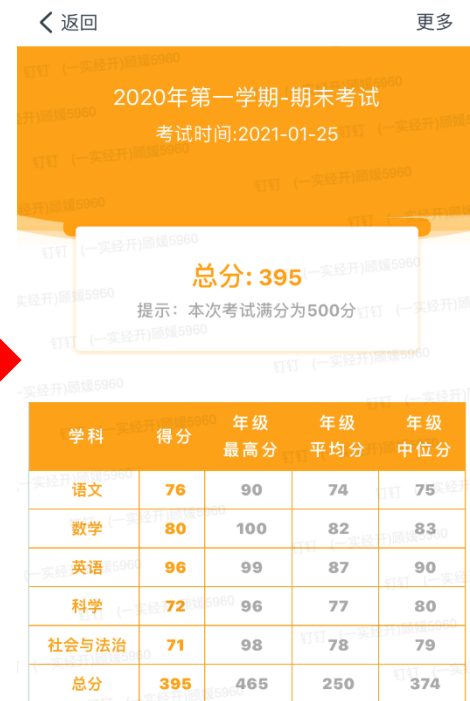 返回 更多
2020年第一学期-期末考试
考试时间:2021-01-25
总分: 395
提示：本次考试满分为500分
学科 得分 年级最高分 年级平均分 年级中位分
语文 76 90 74 75
数学 80 100 82 83
英语 96 99 87 90
科学 72 96 77 80
社会与法治 71 98 78 79
总分 395 465 250 374
钉钉 (一实经开)顾媛5960